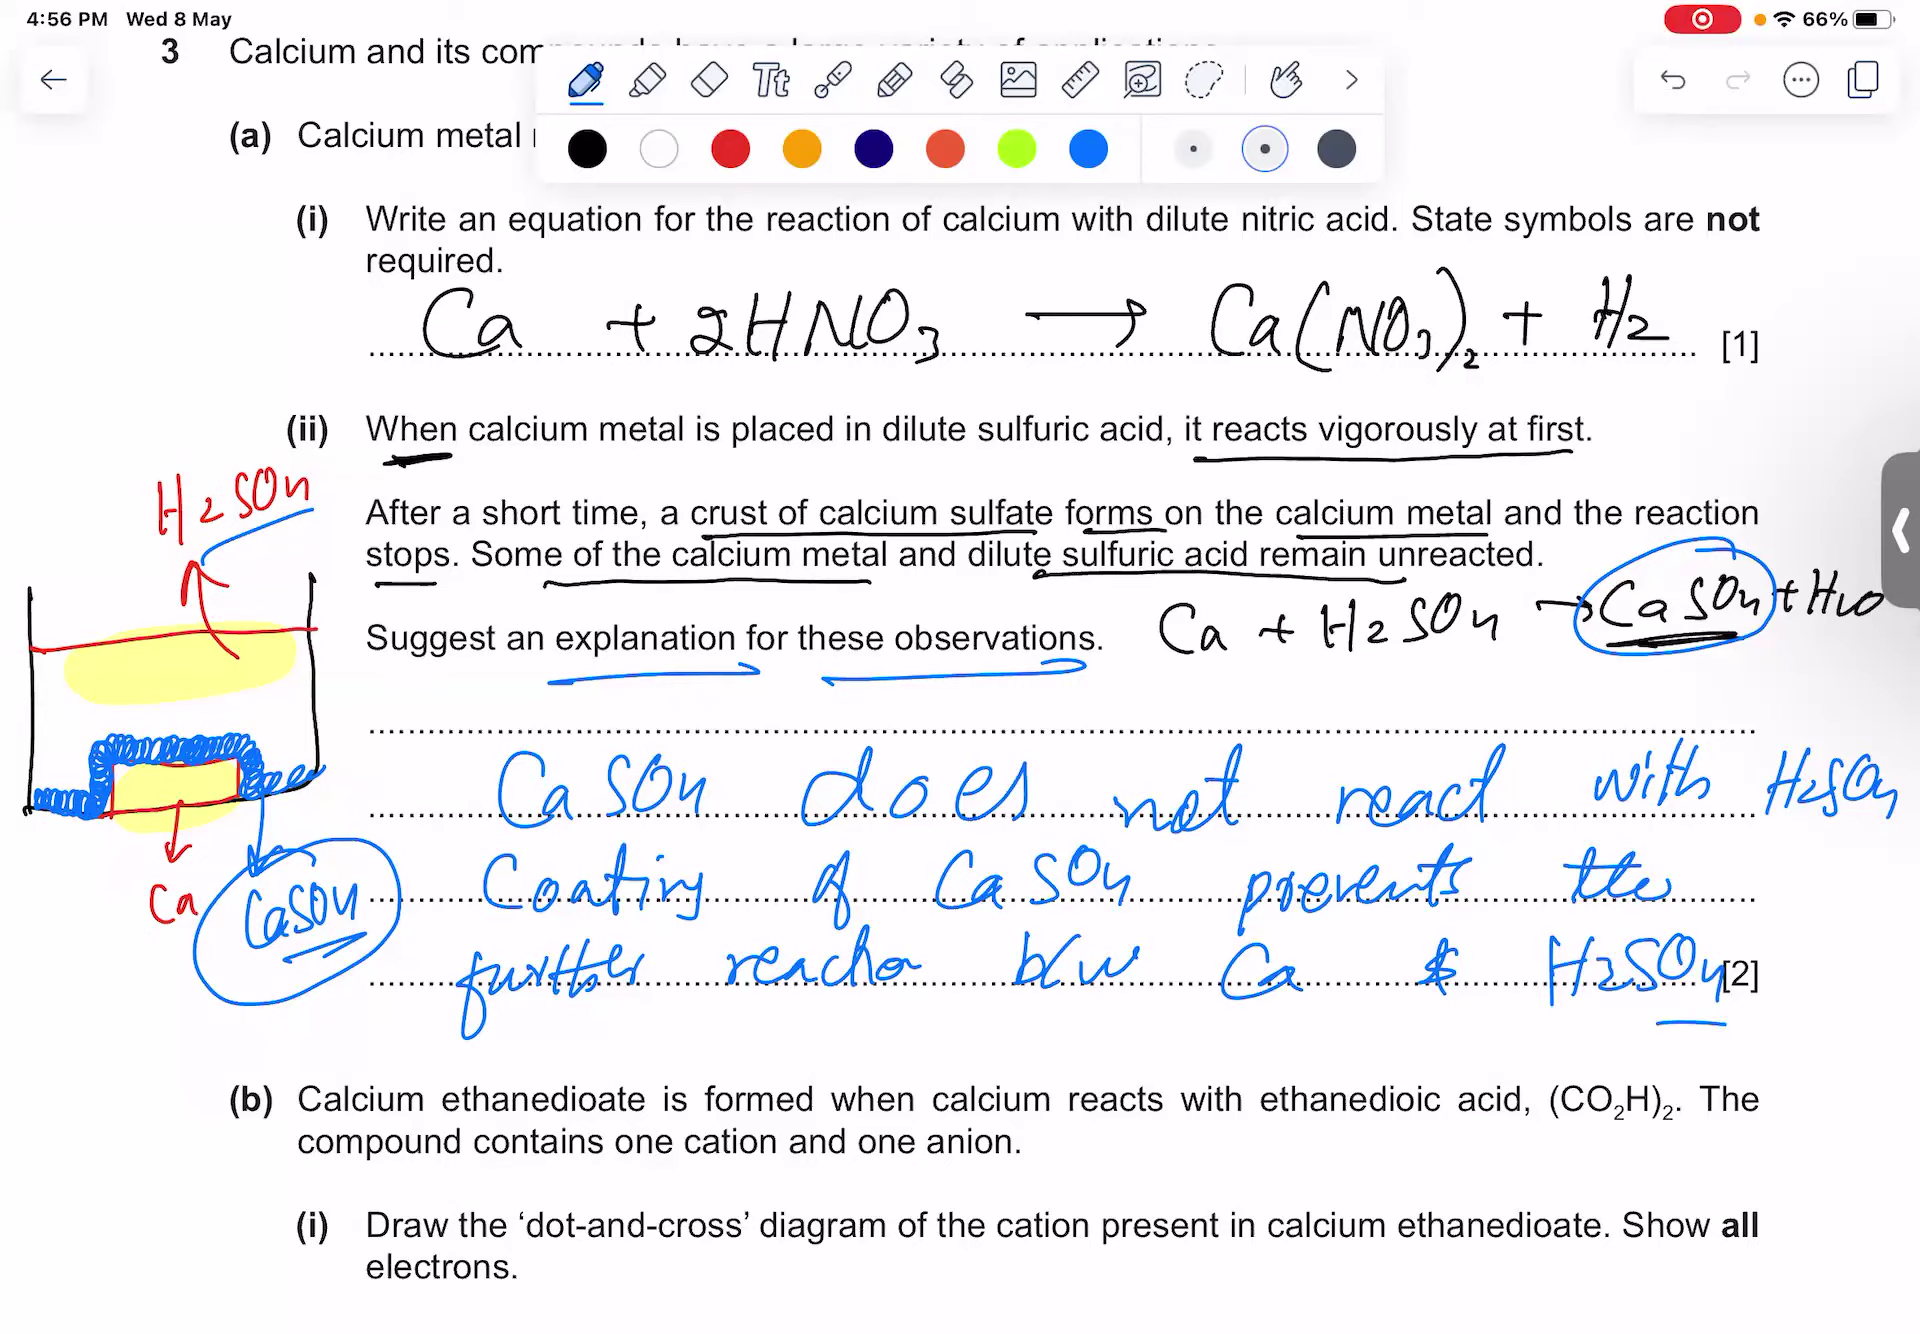 4:56 PM Wed 8 May 66%
3 Calcium and its
Tt
(a) Calcium metal
(i) Write an equation for the reaction of calcium with dilute nitric acid. State symbols are not
required.
Ca + 2HNO3 → Ca(NO3)2 + H2 [1]
(ii) When calcium metal is placed in dilute sulfuric acid, it reacts vigorously at first.
H2SO4
After a short time, a crust of calcium sulfate forms on the calcium metal and the reaction
stops. Some of the calcium metal and dilute sulfuric acid remain unreacted.
Ca + H2SO4 → CaSO4 + H2O
Suggest an explanation for these observations.
CaSO4 does not react with H2SO4
Ca
CaSO4
Coating of CaSO4 prevents the
further b/w Ca & H2SO4 [2]
(b) Calcium ethanedioate is formed when calcium reacts with ethanedioic acid, (CO2H)2. The
compound contains one cation and one anion.
(i) Draw the ‘dot-and-cross’ diagram of the cation present in calcium ethanedioate. Show all
electrons.